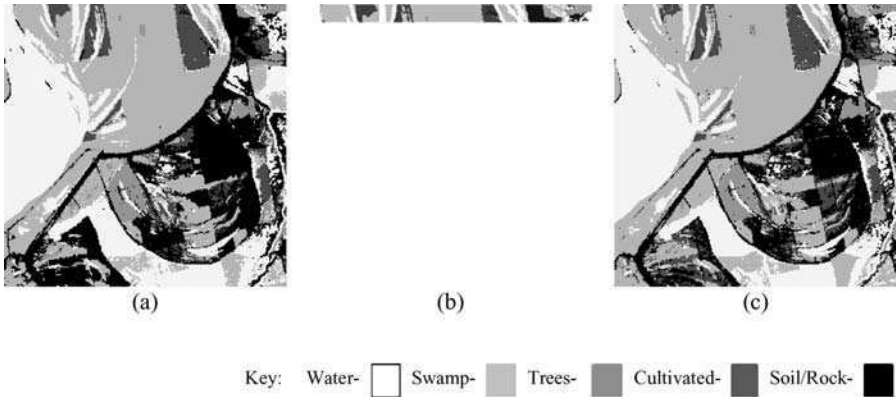 (a) (b) (c)
Key: Water- Swamp- Trees- Cultivated- Soil/Rock-